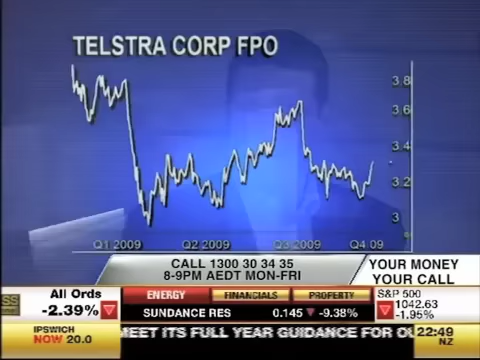 TELSTRA CORP FPO
3.8
3.6
3.4
3.2
3
Q1 2009 Q2 2009 Q3 2009 Q4 09
CALL 1300 30 34 35
8-9PM AEDT MON-FRI
YOUR MONEY
YOUR CALL
All Ords
-2.39%
ENERGY FINANCIALS PROPERTY
SUNDANCE RES 0.145 -9.38%
S&P 500
1042.63
-1.95%
IPSWICH
NOW 20.0
MEET ITS FULL YEAR GUIDANCE FOR
22:49
NZ